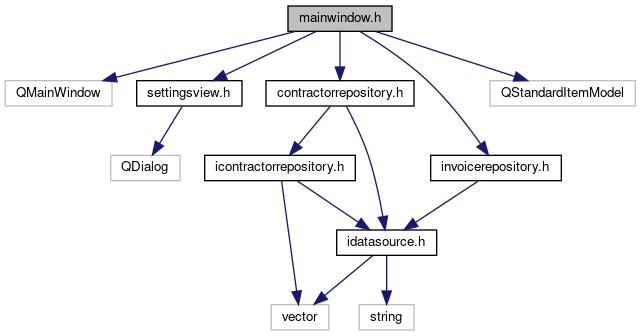 mainwindow.h
QMainWindow
settingsview.h
contractorrepository.h
QStandardItemModel
QDialog
icontractorrepository.h
invoicerepository.h
idatasource.h
vector
string